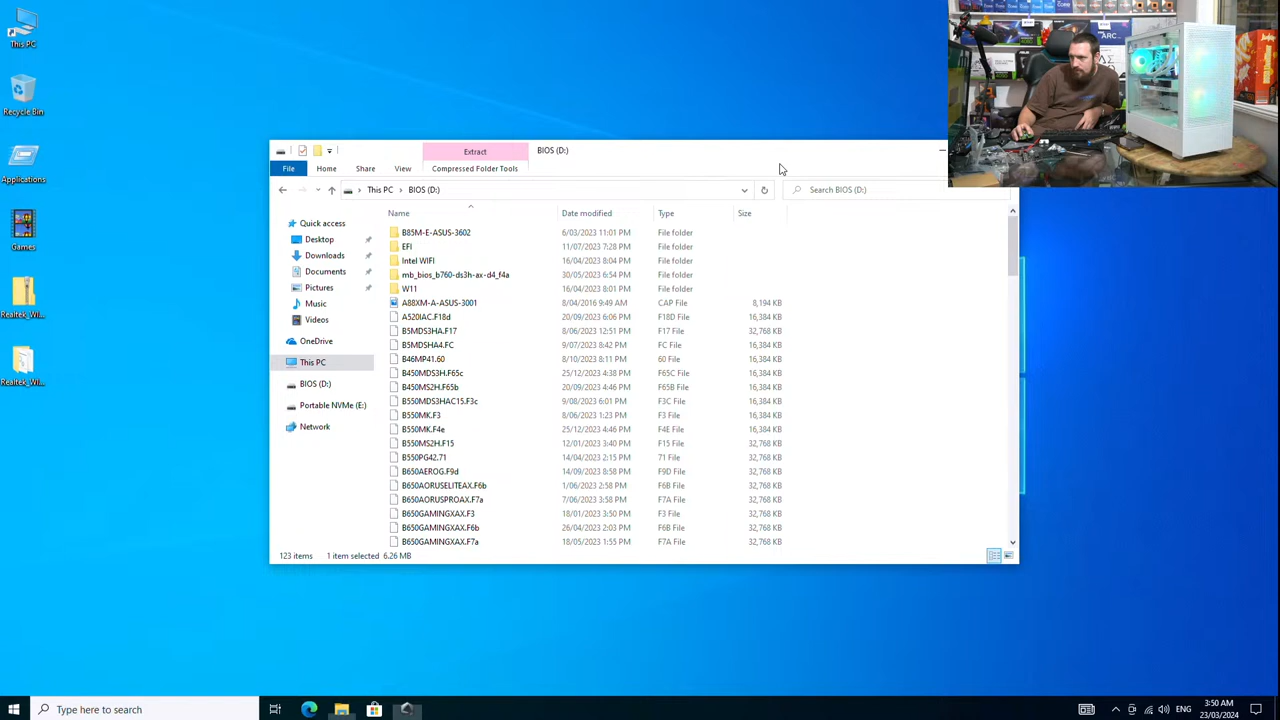 This PC
Recycle Bin
Applications
Games
Realtek_WI...
Realtek_WI...
Extract
BIOS (D:)
File Home Share View Compressed Folder Tools
This PC > BIOS (D:)
Search BIOS (D:)
Quick access
Desktop
Downloads
Documents
Pictures
Music
Videos
OneDrive
This PC
BIOS (D:)
Portable NVMe (E:)
Network
Name Date modified Type Size
B85M-E-ASUS-3602 6/03/2023 11:01 PM File folder
EFI 11/07/2023 7:28 PM File folder
Intel WIFI 16/04/2023 8:04 PM File folder
mb_bios_b760-ds3h-ax-d4_f4a 30/05/2023 6:54 PM File folder
W11 16/04/2023 8:01 PM File folder
A88XM-A-ASUS-3001 8/04/2016 9:49 AM CAP File 8,194 KB
A520IAC.F18d 20/09/2023 6:06 PM F18D File 16,384 KB
B5MDS3HA.F17 8/06/2023 12:51 PM F17 File 32,768 KB
B5MDSHA4.FC 9/07/2023 8:42 PM FC File 16,384 KB
B46MP41.60 8/10/2023 8:11 PM 60 File 16,384 KB
B450MDS3H.F65c 25/12/2023 4:38 PM F65C File 16,384 KB
B450MS2H.F65b 20/09/2023 4:46 PM F65B File 16,384 KB
B550MDS3HAC15.F3c 9/08/2023 6:01 PM F3C File 16,384 KB
B550MK.F3 8/06/2023 1:23 PM F3 File 16,384 KB
B550MK.F4e 25/12/2023 4:46 PM F4E File 16,384 KB
B550MS2H.F15 12/01/2023 3:40 PM F15 File 32,768 KB
B550PG42.71 14/04/2023 2:15 PM 71 File 32,768 KB
B650AEROG.F9d 14/09/2023 8:58 PM F9D File 32,768 KB
B650AORUSELITEAX.F6b 1/06/2023 2:58 PM F6B File 32,768 KB
B650AORUSPROAX.F7a 7/06/2023 3:58 PM F7A File 32,768 KB
B650GAMINGXAX.F3 18/01/2023 3:50 PM F3 File 32,768 KB
B650GAMINGXAX.F6b 26/04/2023 2:03 PM F6B File 32,768 KB
B650GAMINGXAX.F7a 18/05/2023 1:55 PM F7A File 32,768 KB
123 items 1 item selected 6.26 MB
ARC
Type here to search
ENG
3:50 AM
23/03/2024